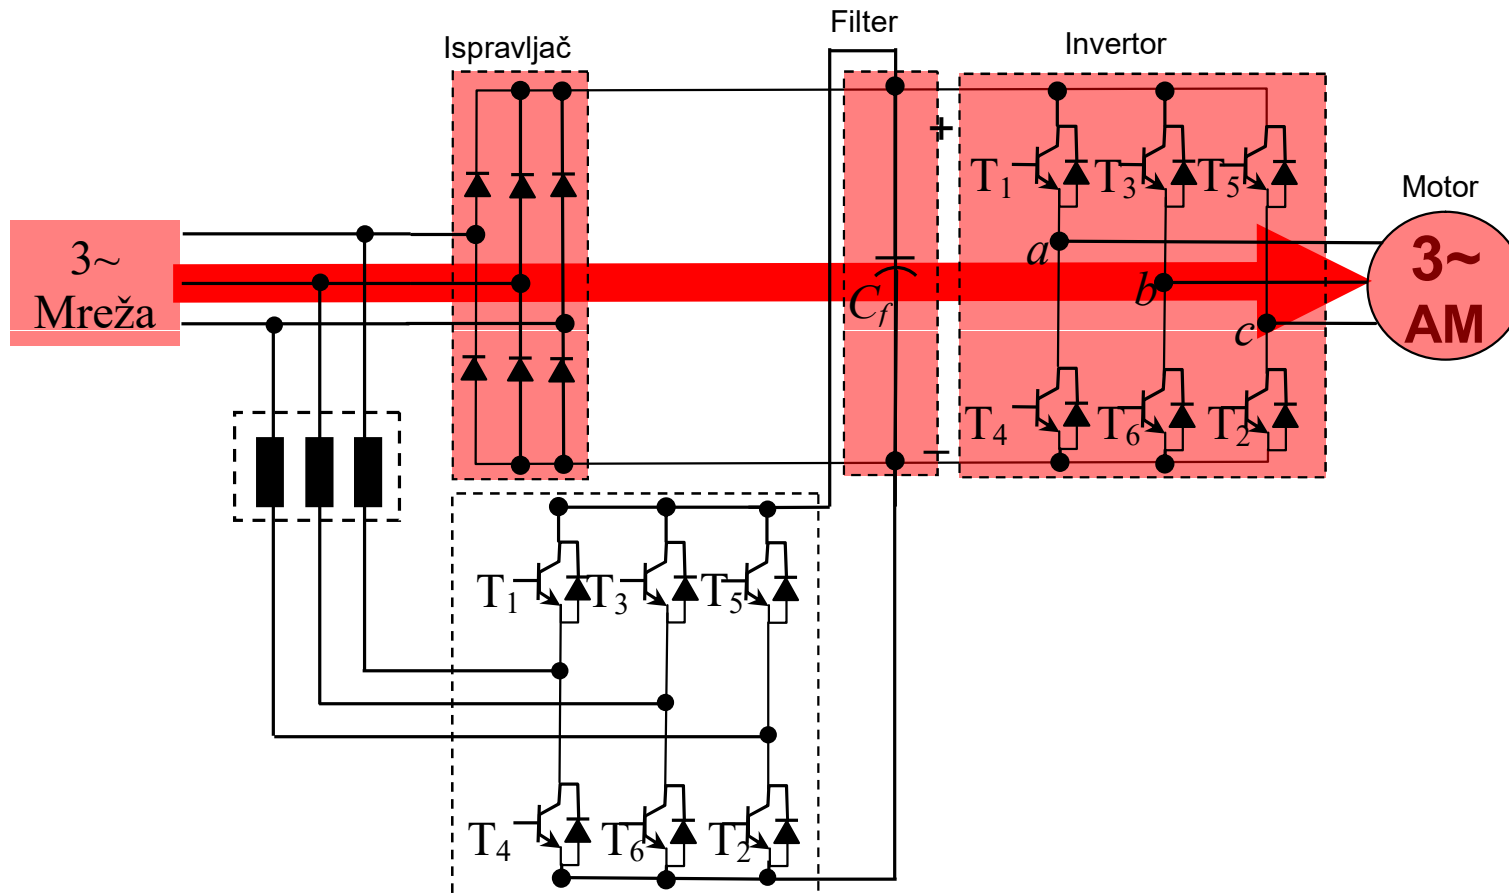 Filter
Ispravljač
Invertor
+
T1 T3 T5
Motor
3~
Mreža
a
b
c
Cf
3~
AM
T4 T6 T2
−
T1 T3 T5
T4 T6 T2